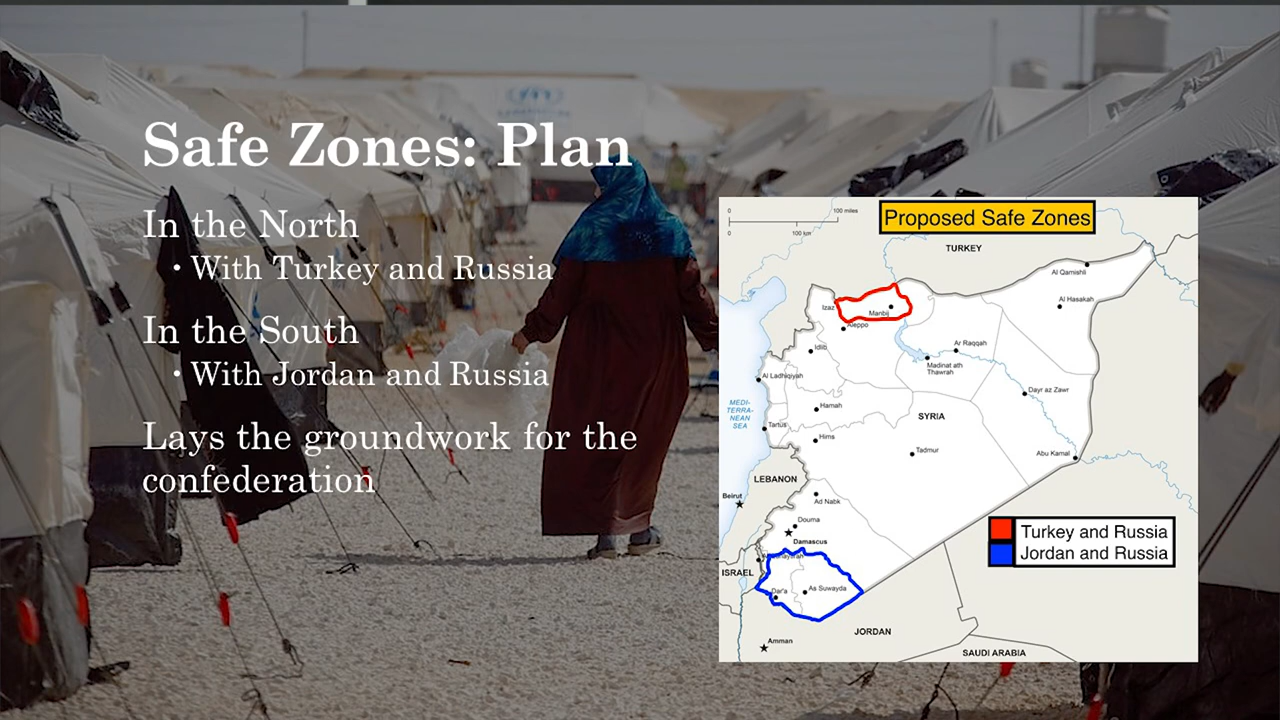 Safe Zones: Plan
In the North
• With Turkey and Russia
In the South
• With Jordan and Russia
Lays the groundwork for the
confederation
0 100 miles
0 100 km
Proposed Safe Zones
TURKEY
Al Qamishli
Al Hasakah
Izaz
Manbij
Aleppo
Idlib
Ar Raqqah
Madinat ath
Thawrah
Al Ladhiqiyah
Dayr az Zawr
MEDI-
TERRA-
NEAN
SEA
Hamah
SYRIA
Tartus
Hims
Tadmur
Abu Kamal
LEBANON
Beirut
Ad Nabk
Douma
Damascus
Turkey and Russia
Jordan and Russia
ISRAEL
Dar'a
As Suwayda
JORDAN
Amman
SAUDI ARABIA